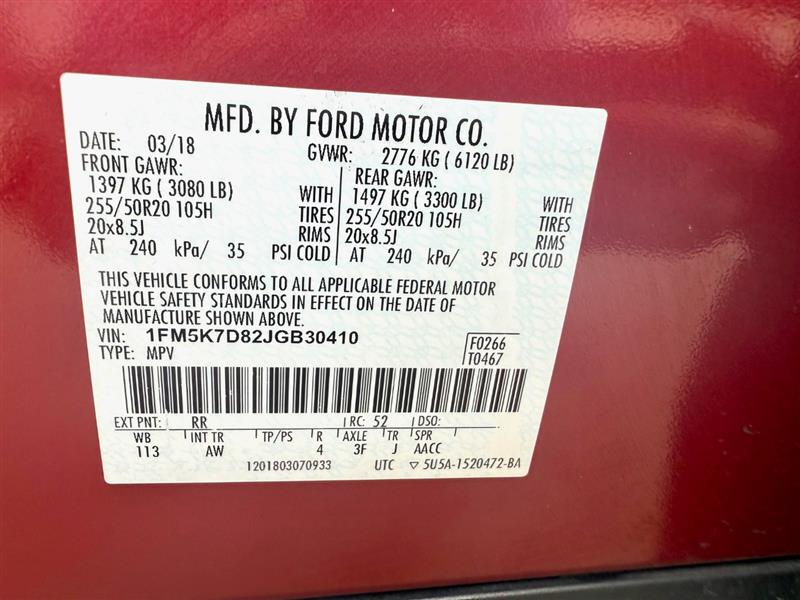 MFD. BY FORD MOTOR CO.
DATE: 03/18 GVWR: 2776 KG ( 6120 LB)
FRONT GAWR: REAR GAWR:
1397 KG ( 3080 LB) WITH 1497 KG ( 3300 LB) WITH
255/50R20 105H TIRES 255/50R20 105H TIRES
20x8.5J RIMS 20x8.5J RIMS
AT 240 kPa/ 35 PSI COLD AT 240 kPa/ 35 PSI COLD
THIS VEHICLE CONFORMS TO ALL APPLICABLE FEDERAL MOTOR
VEHICLE SAFETY STANDARDS IN EFFECT ON THE DATE OF
MANUFACTURE SHOWN ABOVE.
VIN: 1FM5K7D82JGB30410 F0266
TYPE: MPV T0467
EXT PNT: RR RC: 52 DSO:
WB INT TR TP/PS R AXLE TR SPR
113 AW 4 3F J AACC
1201803070933 UTC ▽ 5U5A-1520472-BA